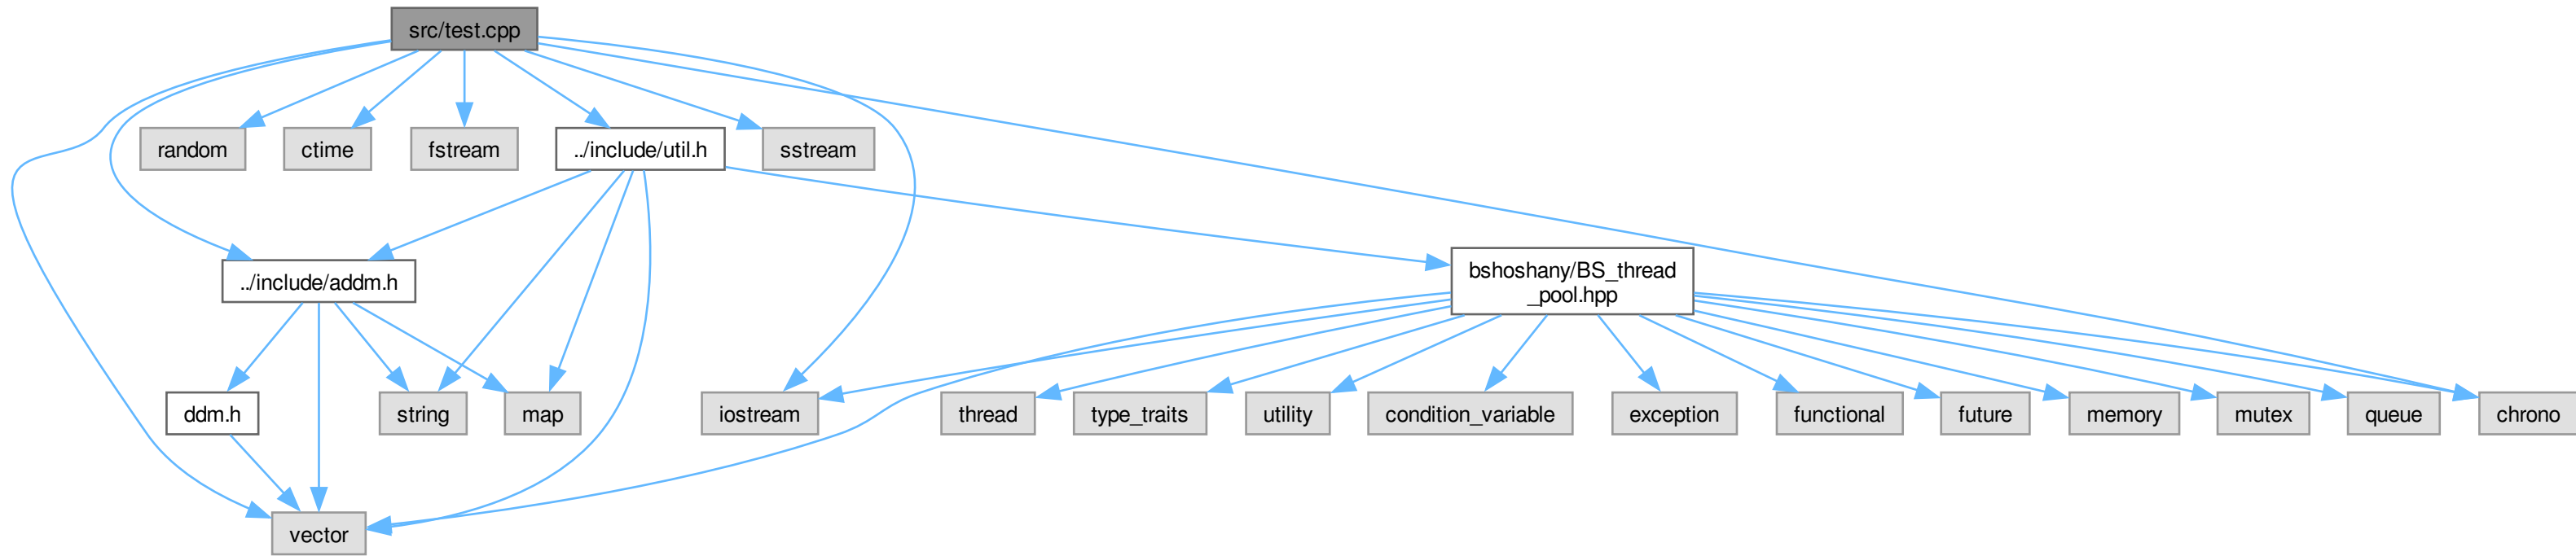 src/test.cpp
random
ctime
fstream
../include/util.h
sstream
../include/addm.h
bshoshany/BS_thread
_pool.hpp
ddm.h
string
map
iostream
thread
type_traits
utility
condition_variable
exception
functional
future
memory
mutex
queue
chrono
vector